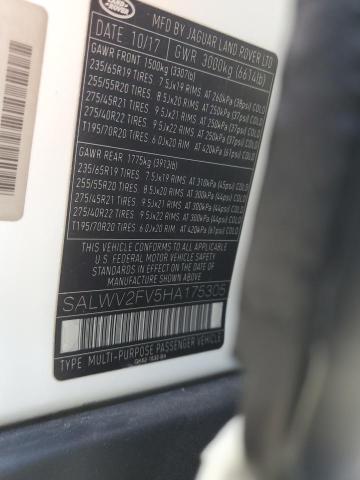 LAND ROVER
MFD BY JAGUAR LAND ROVER LTD
10/17 GWR 3000kg (6614lb)
GAWR FRONT 1500kg (3307lb)
235/65R19 TIRES 7.5Jx19 RIMS AT 260kPa (38psi) COLD
255/55R20 TIRES 8.5Jx20 RIMS AT 250kPa (37psi) COLD
275/45R21 TIRES 9.5Jx21 RIMS AT 250kPa (37psi) COLD
275/40R22 TIRES 9.5Jx22 RIMS AT 250kPa (37psi) COLD
T195/70R20 TIRES 6.0Jx20 RIMS AT 420kPa (61psi) COLD
GAWR REAR 1775kg (3913lb)
235/65R19 TIRES 7.5Jx19 RIMS AT 310kPa (45psi) COLD
255/55R20 TIRES 8.5Jx20 RIMS AT 300kPa (44psi) COLD
275/45R21 TIRES 9.5Jx21 RIMS AT 300kPa (44psi) COLD
275/40R22 TIRES 9.5Jx22 RIMS AT 300kPa (44psi) COLD
T195/70R20 TIRES 6.0Jx20 RIMS AT 420kPa (61psi) COLD
THIS VEHICLE CONFORMS TO ALL APPLICABLE
U.S FEDERAL MOTOR VEHICLE SAFETY
STANDARDS IN EFFECT ON THE DATE OF
MANUFACTURE SHOWN ABOVE
SALWV2FV5HA175305
TYPE: MULTI-PURPOSE PASSENGER